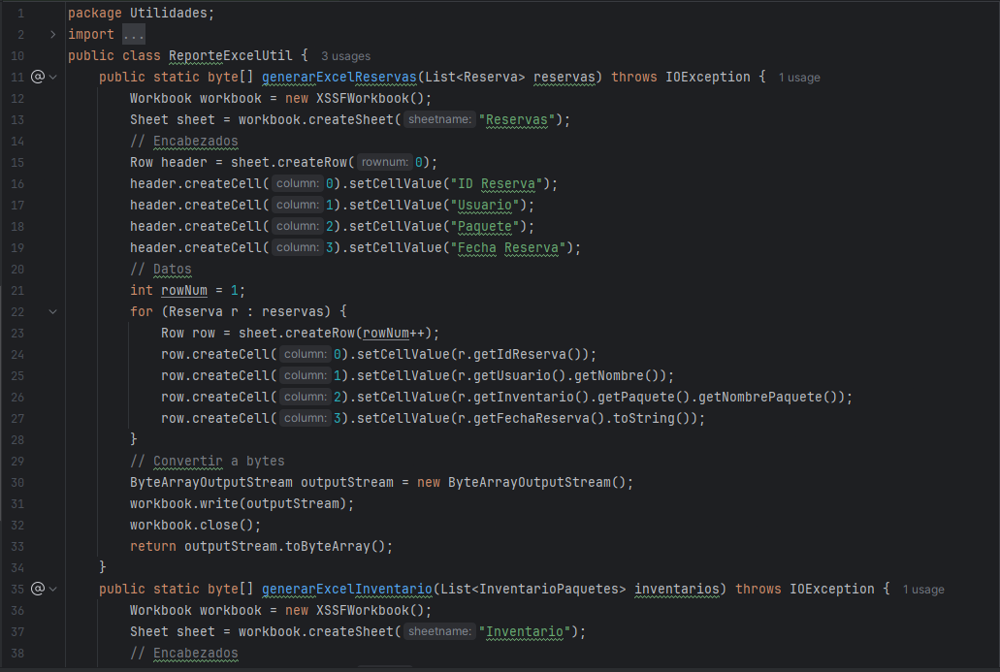 1 package Utilidades;
2 import ...
10 public class ReporteExcelUtil { 3 usages
11 @ public static byte[] generarExcelReservas(List<Reserva> reservas) throws IOException { 1 usage
12 Workbook workbook = new XSSFWorkbook();
13 Sheet sheet = workbook.createSheet( sheetname: "Reservas");
14 // Encabezados
15 Row header = sheet.createRow( rownum: 0);
16 header.createCell( column: 0).setCellValue("ID Reserva");
17 header.createCell( column: 1).setCellValue("Usuario");
18 header.createCell( column: 2).setCellValue("Paquete");
19 header.createCell( column: 3).setCellValue("Fecha Reserva");
20 // Datos
21 int rowNum = 1;
22 for (Reserva r : reservas) {
23 Row row = sheet.createRow(rowNum++);
24 row.createCell( column: 0).setCellValue(r.getIdReserva());
25 row.createCell( column: 1).setCellValue(r.getUsuario().getNombre());
26 row.createCell( column: 2).setCellValue(r.getInventario().getPaquete().getNombrePaquete());
27 row.createCell( column: 3).setCellValue(r.getFechaReserva().toString());
28 }
29 // Convertir a bytes
30 ByteArrayOutputStream outputStream = new ByteArrayOutputStream();
31 workbook.write(outputStream);
32 workbook.close();
33 return outputStream.toByteArray();
34 }
35 @ public static byte[] generarExcelInventario(List<InventarioPaquetes> inventarios) throws IOException { 1 usage
36 Workbook workbook = new XSSFWorkbook();
37 Sheet sheet = workbook.createSheet( sheetname: "Inventario");
38 // Encabezados